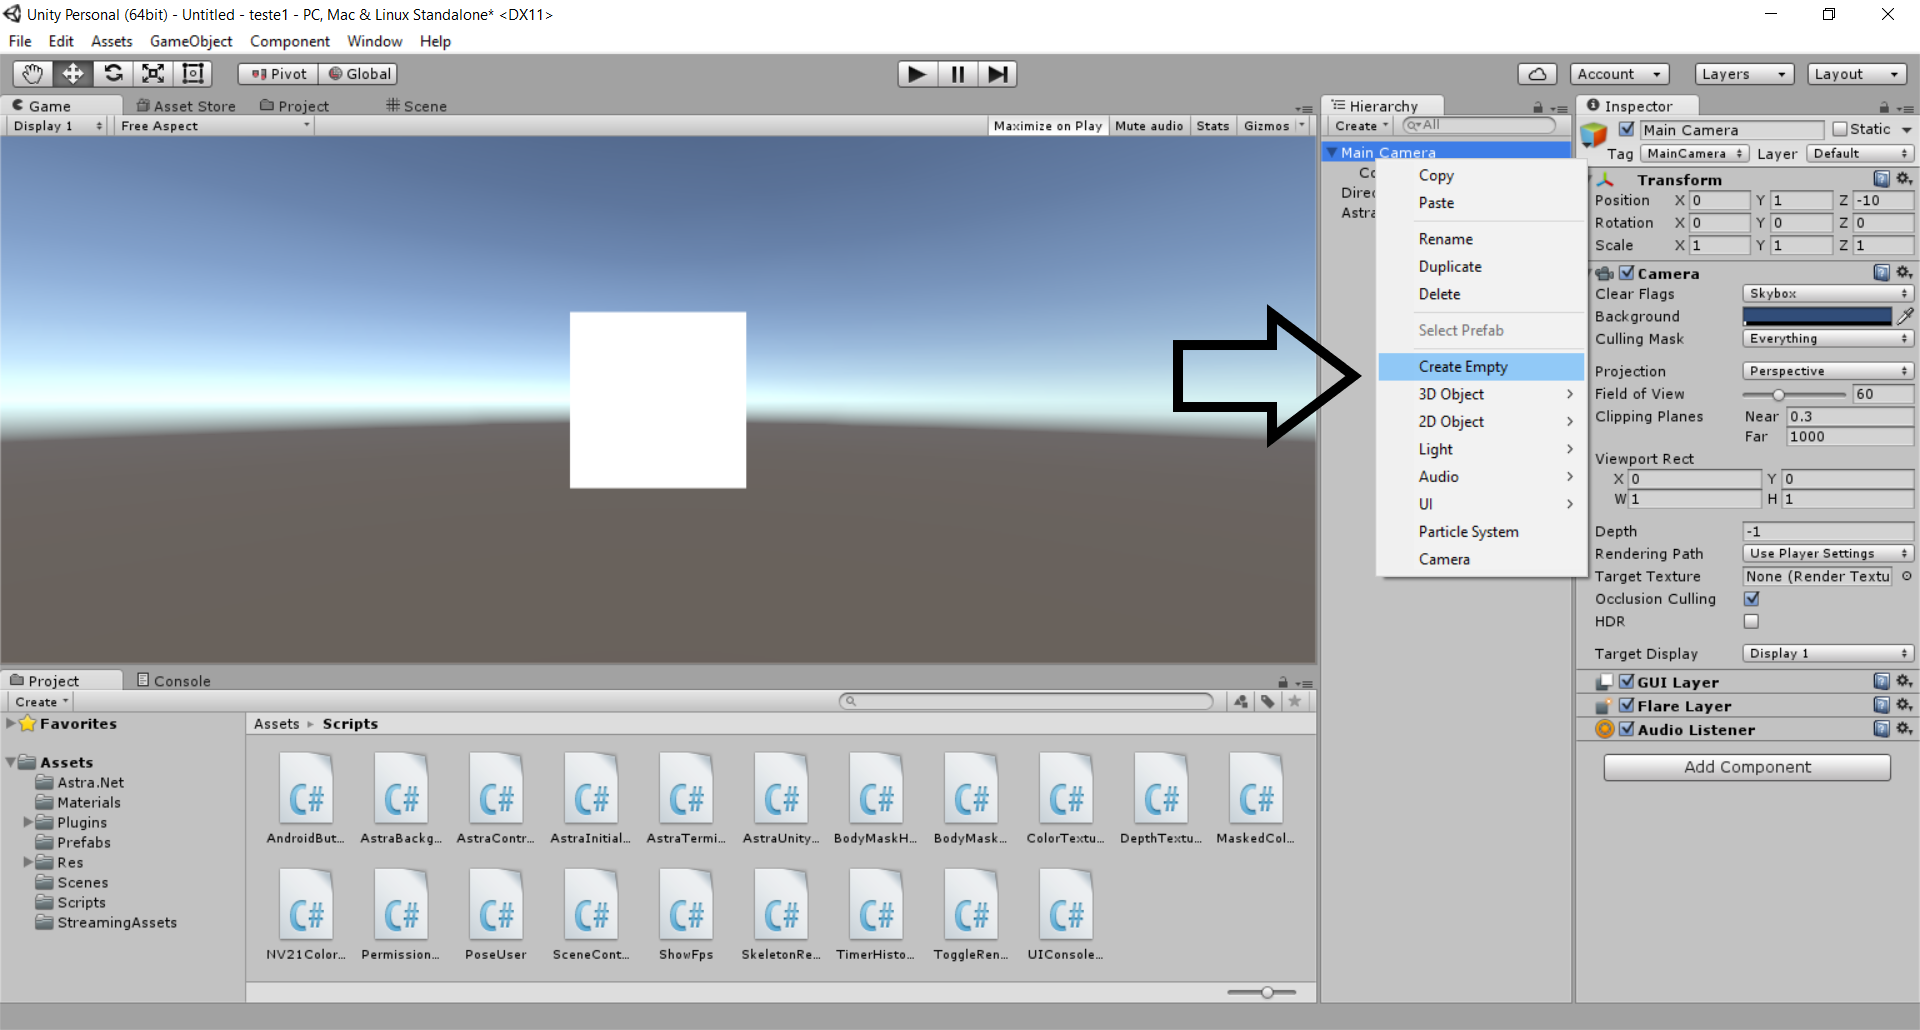 Unity Personal (64bit) - Untitled - teste1 - PC, Mac & Linux Standalone* <DX11>
File Edit Assets GameObject Component Window Help
Pivot Global
Account Layers Layout
Game Asset Store Project Scene
Display 1 Free Aspect Maximize on Play Mute audio Stats Gizmos
Hierarchy
Create All
Main Camera
Co
Direc
Astra
Copy
Paste
Rename
Duplicate
Delete
Select Prefab
Create Empty
3D Object
2D Object
Light
Audio
UI
Particle System
Camera
Inspector
Main Camera Static
Tag MainCamera Layer Default
Transform
Position X 0 Y 1 Z -10
Rotation X 0 Y 0 Z 0
Scale X 1 Y 1 Z 1
Camera
Clear Flags Skybox
Background
Culling Mask Everything
Projection Perspective
Field of View 60
Clipping Planes Near 0.3
Far 1000
Viewport Rect
X 0 Y 0
W 1 H 1
Depth -1
Rendering Path Use Player Settings
Target Texture None (Render Textu
Occlusion Culling
HDR
Target Display Display 1
GUI Layer
Flare Layer
Audio Listener
Add Component
Project Console
Create
Favorites
Assets
Astra.Net
Materials
Plugins
Prefabs
Res
Scenes
Scripts
StreamingAssets
Assets Scripts
C# C# C# C# C# C# C# C# C# C# C#
AndroidBut... AstraBackg... AstraContr... AstraInitial... AstraTermi... AstraUnity... BodyMaskH... BodyMask... ColorTextu... DepthTextu... MaskedCol...
C# C# C# C# C# C# C# C# C#
NV21Color... Permission... PoseUser SceneCont... ShowFps SkeletonRe... TimerHisto... ToggleRen... UIConsole...